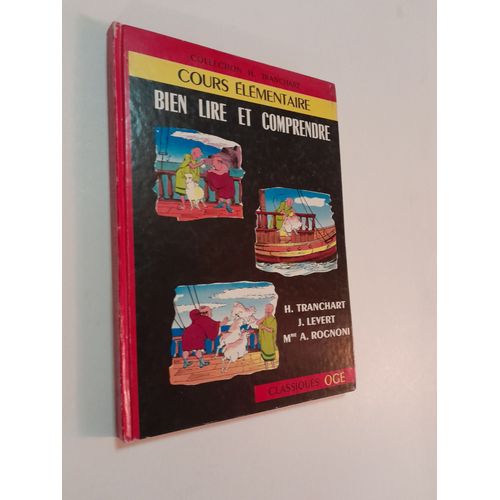 COLLECTION H. TRANCHART
COURS ÉLÉMENTAIRE
BIEN LIRE ET COMPRENDRE
H. TRANCHART
J. LEVERT
Mme A. ROGNONI
CLASSIQUES OGÉ